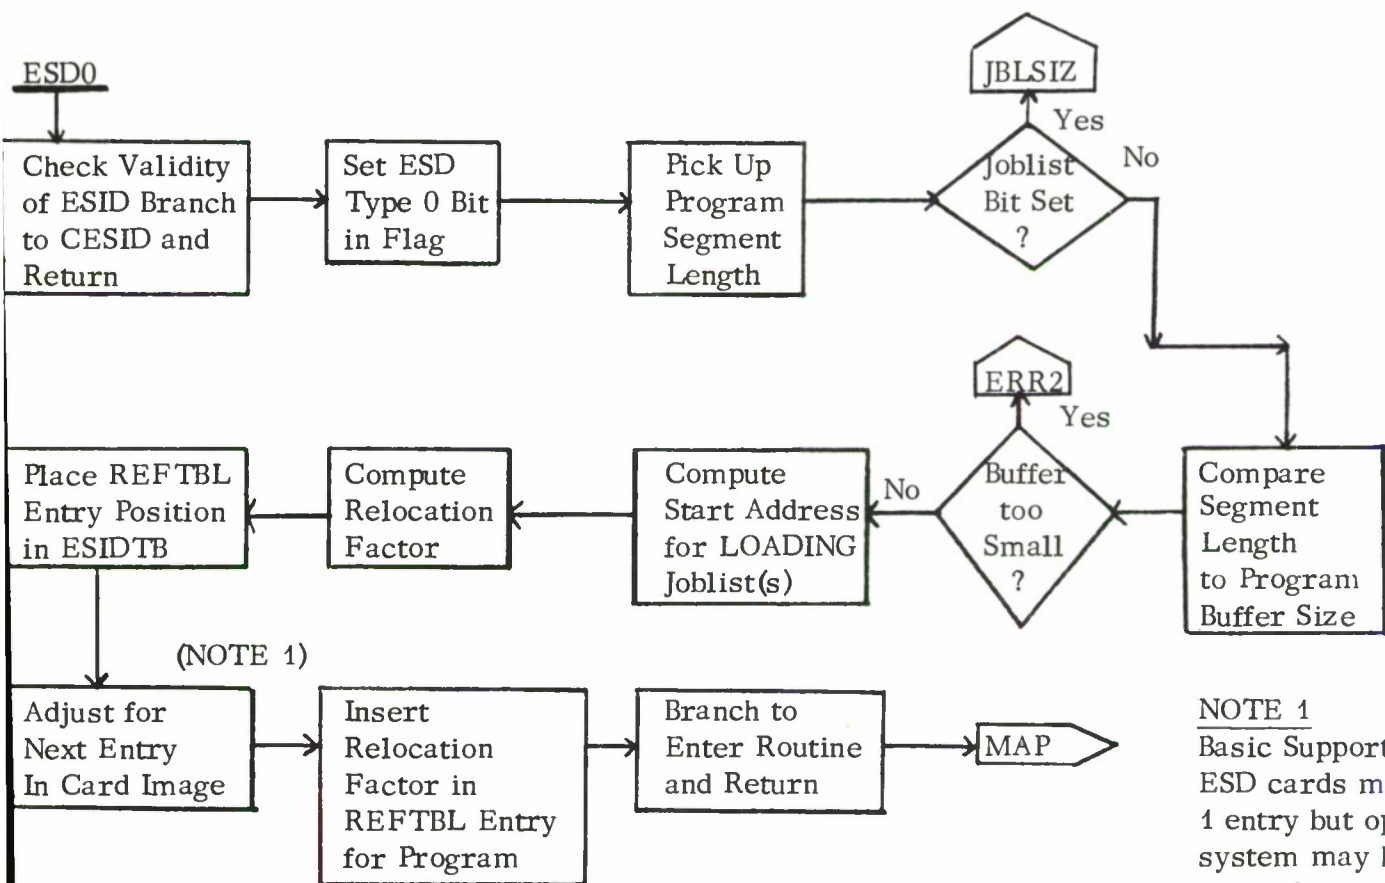 ESD0
Check Validity
of ESID Branch
to CESID and
Return
Set ESD
Type 0 Bit
in Flag
Pick Up
Program
Segment
Length
JBLSIZ
Yes
Joblist
Bit Set
?
No
ERR2
Yes
Place REFTBL
Entry Position
in ESIDTB
Compute
Relocation
Factor
Compute
Start Address
for LOADING
Joblist(s)
No
Buffer
too
Small
?
Compare
Segment
Length
to Program
Buffer Size
(NOTE 1)
Adjust for
Next Entry
In Card Image
Insert
Relocation
Factor in
REFTBL Entry
for Program
Branch to
Enter Routine
and Return
MAP
NOTE 1
Basic Support
ESD cards
1 entry but
system may